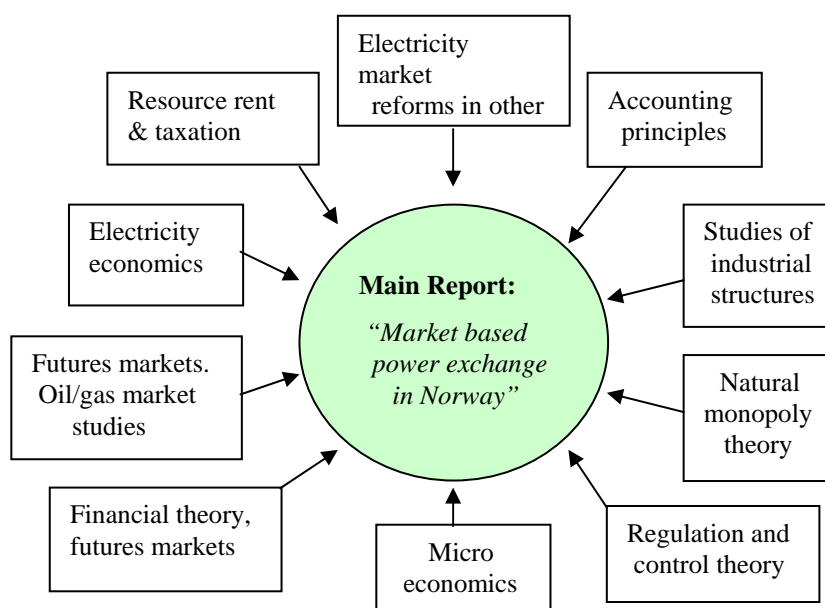 Electricity
market
reforms in other
Resource rent
& taxation
Accounting
principles
Electricity
economics
Studies of
industrial
structures
Main Report:
“Market based
power exchange
in Norway”
Futures markets.
Oil/gas market
studies
Natural
monopoly
theory
Financial theory,
futures markets
Micro
economics
Regulation and
control theory